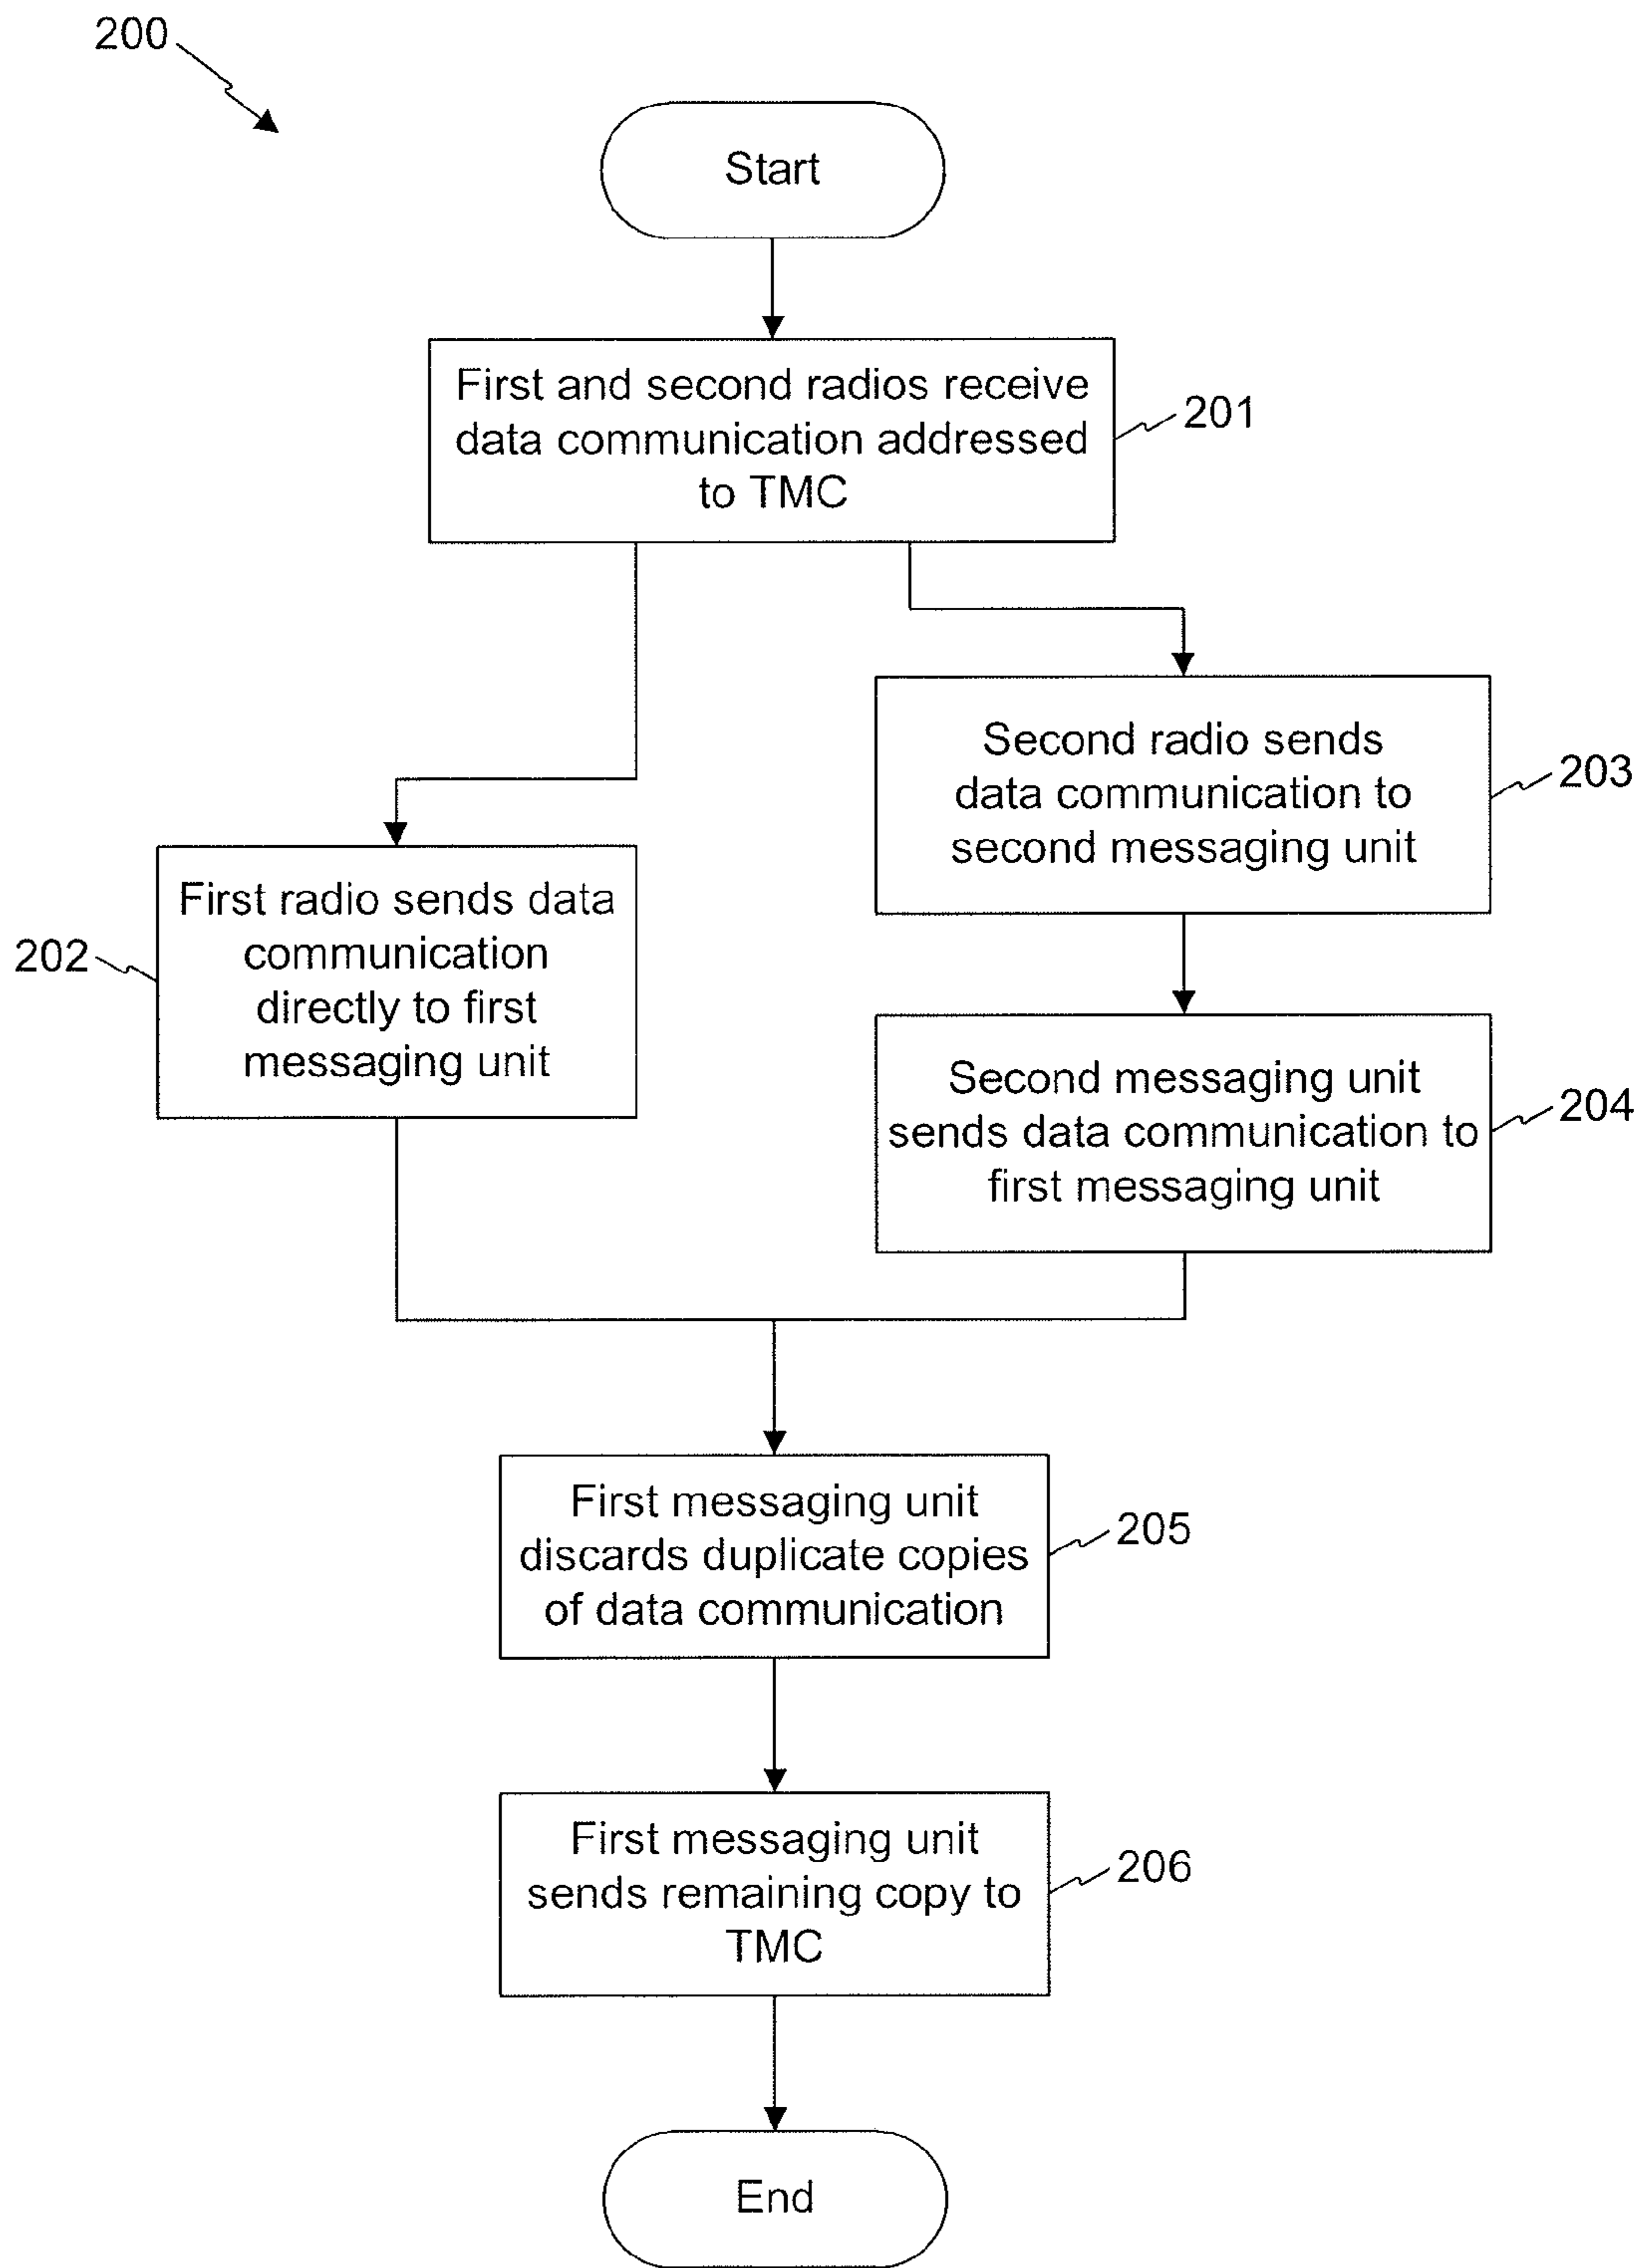 200
Start
First and second radios receive
data communication addressed
to TMC
201
Second radio sends
data communication to
second messaging unit
203
First radio sends data
communication
directly to first
messaging unit
202
Second messaging unit
sends data communication to
first messaging unit
204
First messaging unit
discards duplicate copies
of data communication
205
First messaging unit
sends remaining copy to
TMC
206
End